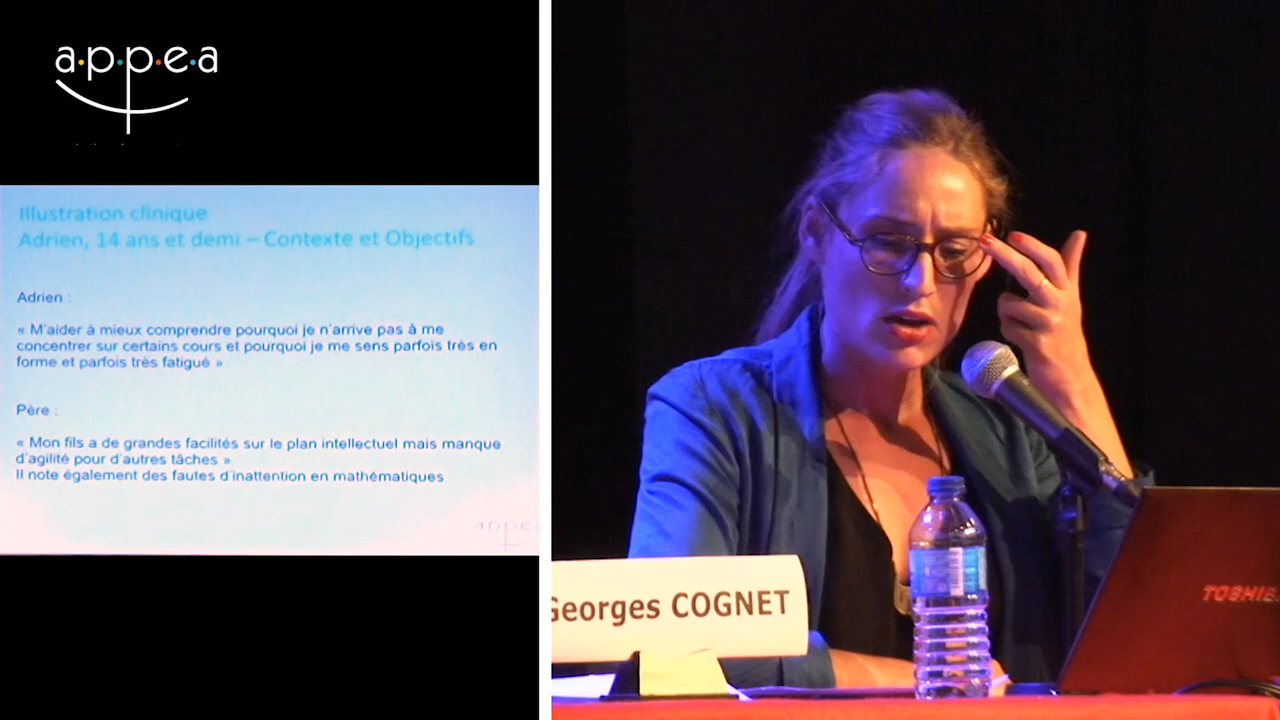 a·p·p·e·a
Illustration clinique
Adrien, 14 ans et demi – Contexte et Objectifs
Adrien :
« M'aider à mieux comprendre pourquoi je n'arrive pas à me
concentrer sur certains cours et pourquoi je me sens parfois très en
forme et parfois très fatigué »
Père :
« Mon fils a de grandes facilités sur le plan intellectuel mais manque
d'agilité pour d'autres tâches »
Il note également des fautes d'inattention en mathématiques
appea
Georges COGNET
TOSHIB